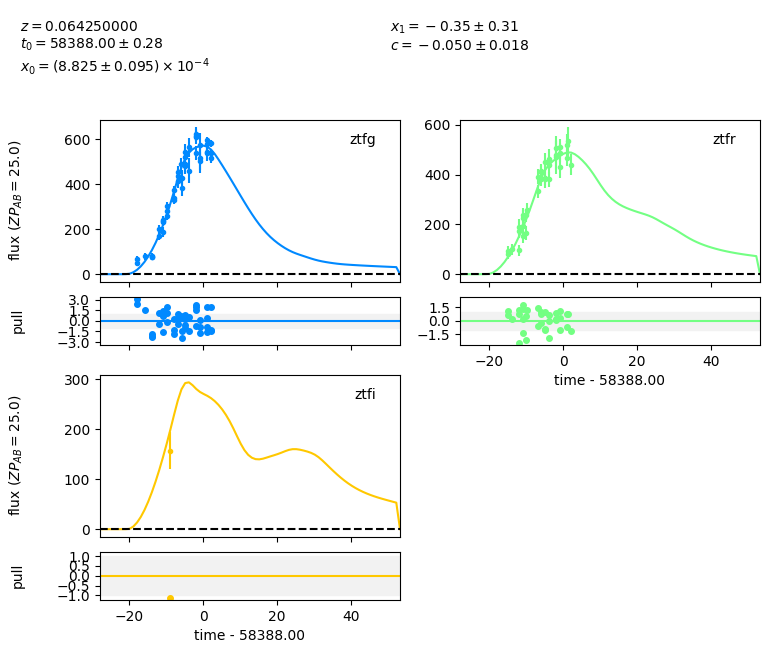 z = 0.064250000
t₀ = 58388.00 ± 0.28
x₀ = (8.825 ± 0.095) × 10⁻⁴
x₁ = −0.35 ± 0.31
c = −0.050 ± 0.018
ztfg
flux (ZP_AB = 25.0)
600
400
200
0
ztfr
600
400
200
0
pull
3.0
1.5
0.0
−1.5
−3.0
1.5
0.0
−1.5
−20 0 20 40
time - 58388.00
ztfi
flux (ZP_AB = 25.0)
300
200
100
0
pull
1.0
0.5
0.0
−0.5
−1.0
−20 0 20 40
time - 58388.00